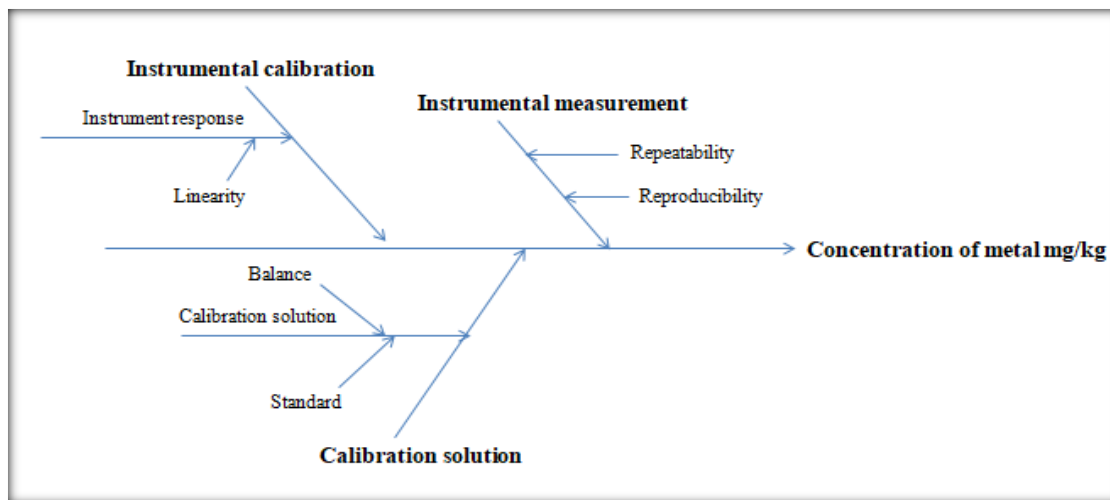 Instrumental calibration
Instrumental measurement
Instrument response
Repeatability
Linearity
Reproducibility
Concentration of metal mg/kg
Balance
Calibration solution
Standard
Calibration solution